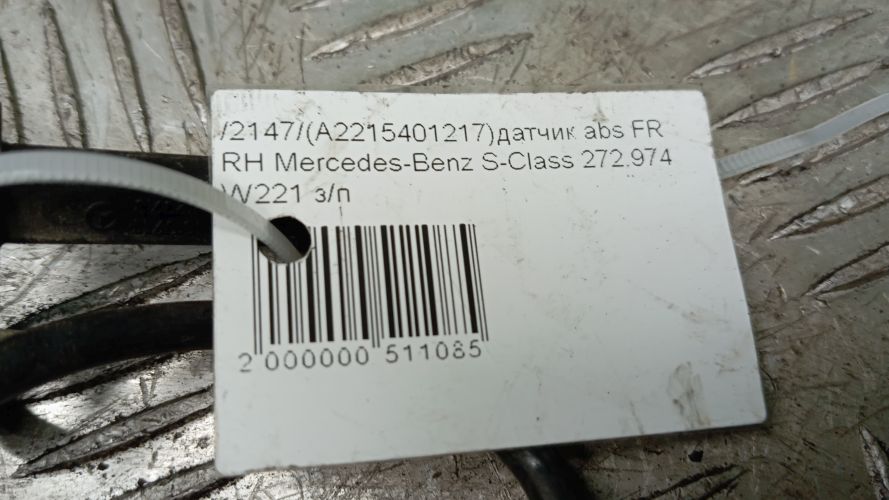 /2147/(A2215401217)датчик abs FR
RH Mercedes-Benz S-Class 272.974
W221 з/п
2 000000 511085